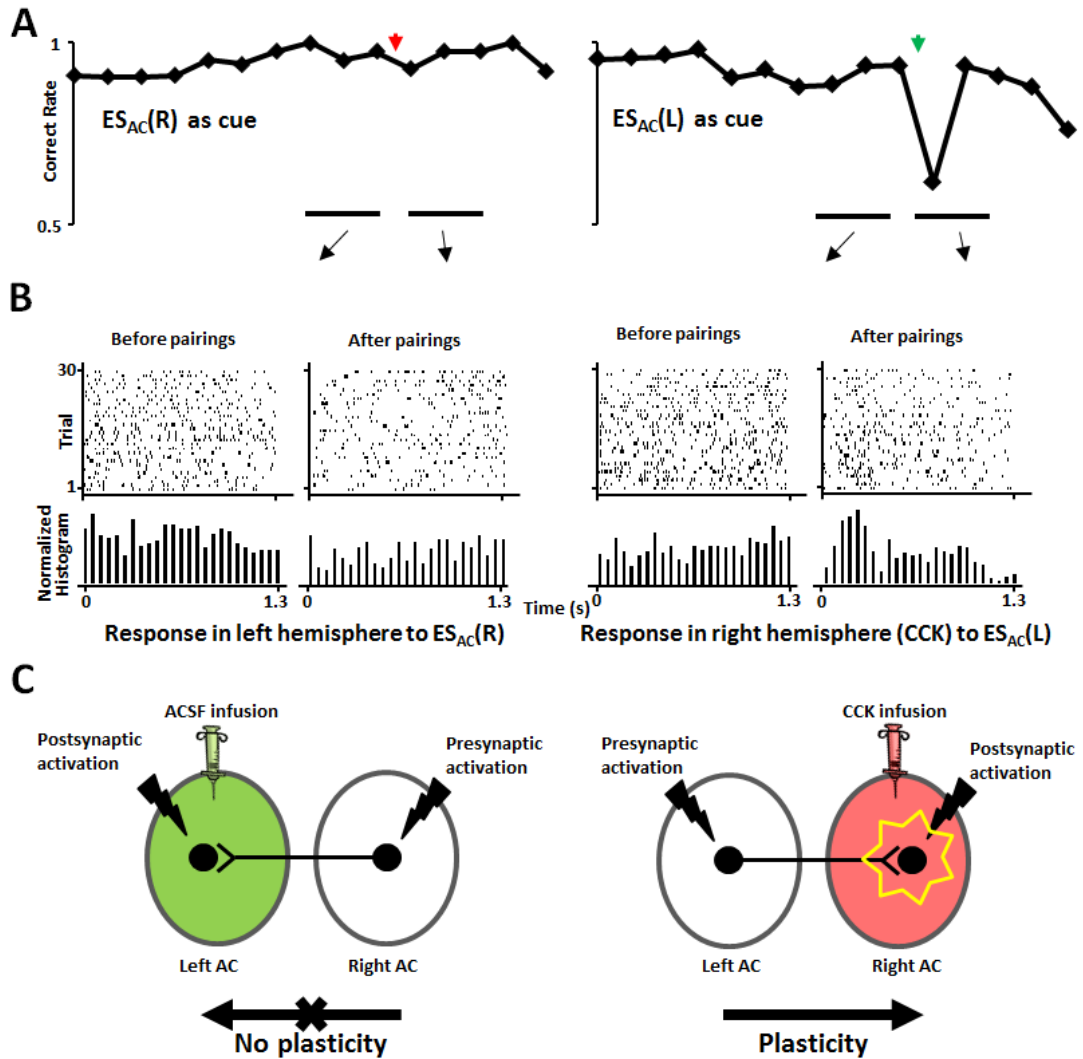 A
1
Correct Rate
0.5
ES_AC(R) as cue
ES_AC(L) as cue
B
Before pairings
After pairings
Before pairings
After pairings
30
Trial
1
Normalized
Histogram
0
1.3
0
1.3
Time (s)
0
1.3
0
1.3
Response in left hemisphere to ES_AC(R)
Response in right hemisphere (CCK) to ES_AC(L)
C
ACSF infusion
Postsynaptic
activation
Presynaptic
activation
Left AC
Right AC
No plasticity
CCK infusion
Presynaptic
activation
Postsynaptic
activation
Left AC
Right AC
Plasticity